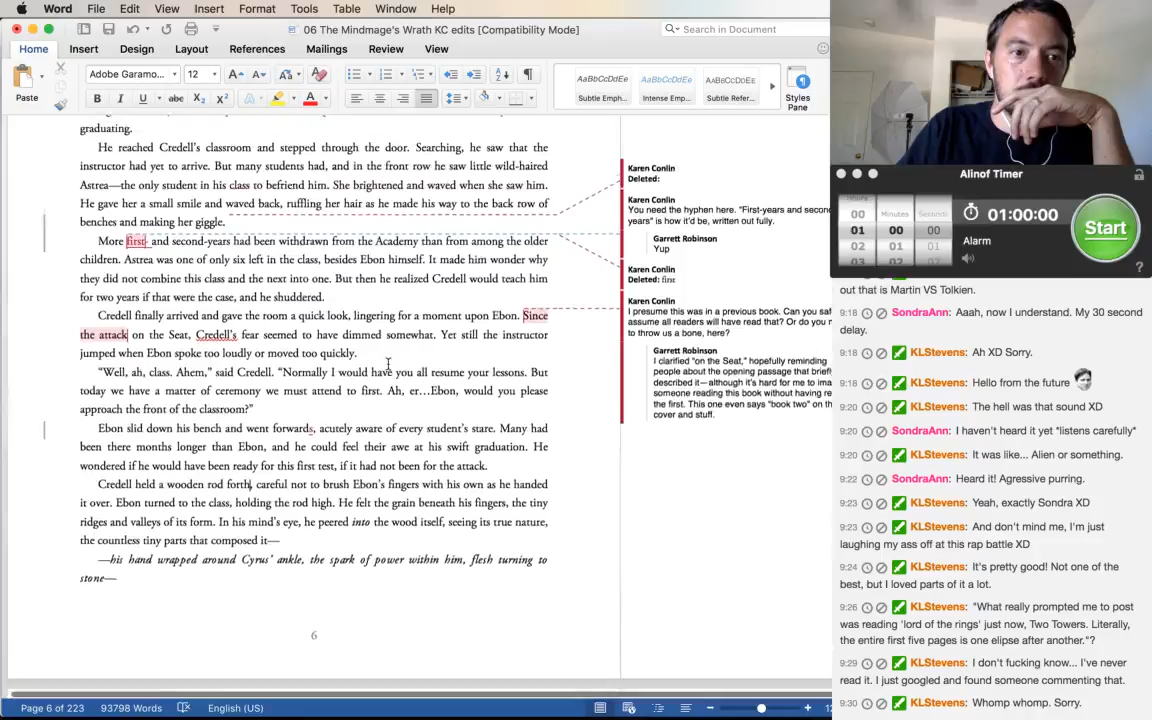 Word File Edit View Insert Format Tools Table Window Help
06 The Mindmage's Wrath KC edits [Compatibility Mode]
Search in Document
Home Insert Design Layout References Mailings Review View
Paste
Adobe Garamo...
12
B I U abc X2 X2
AaBbCcDdEe
Subtle Emph...
AaBbCcDdEe
Intense Emp...
AaBbCcDdEe
Subtle Refer...
Styles
Pane
graduating.
He reached Credell's classroom and stepped through the door. Searching, he saw that the
instructor had yet to arrive. But many students had, and in the front row he saw little wild-haired
Astrea—the only student in his class to befriend him. She brightened and waved when she saw him.
He gave her a small smile and waved back, ruffling her hair as he made his way to the back row of
benches and making her giggle.
More first- and second-years had been withdrawn from the Academy than from among the older
children. Astrea was one of only six left in the class, besides Ebon himself. It made him wonder why
they did not combine this class and the next into one. But then he realized Credell would teach him
for two years if that were the case, and he shuddered.
Credell finally arrived and gave the room a quick look, lingering for a moment upon Ebon. Since
the attack on the Seat, Credell's fear seemed to have dimmed somewhat. Yet still the instructor
jumped when Ebon spoke too loudly or moved too quickly.
“Well, ah, class. Ahem,” said Credell. “Normally I would have you all resume your lessons. But
today we have a matter of ceremony we must attend to first. Ah, er…Ebon, would you please
approach the front of the classroom?”
Ebon slid down his bench and went forwards, acutely aware of every student's stare. Many had
been there months longer than Ebon, and he could feel their awe at his swift graduation. He
wondered if he would have been ready for this first test, if it had not been for the attack.
Credell held a wooden rod forth, careful not to brush Ebon's fingers with his own as he handed
it over. Ebon turned to the class, holding the rod high. He felt the grain beneath his fingers, the tiny
ridges and valleys of its form. In his mind's eye, he peered into the wood itself, seeing its true nature,
the countless tiny parts that composed it—
—his hand wrapped around Cyrus' ankle, the spark of power within him, flesh turning to
stone—
6
Karen Conlin
Deleted:
Karen Conlin
You need the hyphen here. "First-years and secon
years" is how it'd be, written out fully.
Garrett Robinson
Yup
Karen Conlin
Deleted: first
Karen Conlin
I presume this was in a previous book. Can you saf
assume all readers will have read that? Or do you n
to throw us a bone, here?
Garrett Robinson
I clarified "on the Seat," hopefully reminding
people about the opening passage that brief
described it—although it's hard for me to ima
someone reading this book without having re
the first. This one even says "book two" on th
cover and stuff.
Page 6 of 223 93798 Words English (US)
Alinof Timer
Hours Minutes Seconds
00
01 00 00
02 01 01
03 02 02
01:00:00
Alarm
Start
?
out that is Martin VS Tolkien.
9:18 SondraAnn: Aaah, now I understand. My 30 second
delay.
9:18 KLStevens: Ah XD Sorry.
9:18 KLStevens: Hello from the future
9:20 KLStevens: The hell was that sound XD
9:20 SondraAnn: I haven't heard it yet *listens carefully*
9:20 KLStevens: It was like... Alien or something.
9:22 SondraAnn: Heard it! Agressive purring.
9:23 KLStevens: Yeah, exactly Sondra XD
9:23 KLStevens: And don't mind me, I'm just
laughing my ass off at this rap battle XD
9:24 KLStevens: It's pretty good! Not one of the
best, but I loved parts of it a lot.
9:26 KLStevens: "What really prompted me to post
was reading 'lord of the rings' just now, Two Towers. Literally,
the entire first five pages is one elipse after another."?
9:29 KLStevens: I don't fucking know... I've never
read it. I just googled and found someone commenting that.
9:30 KLStevens: Whomp whomp. Sorry.